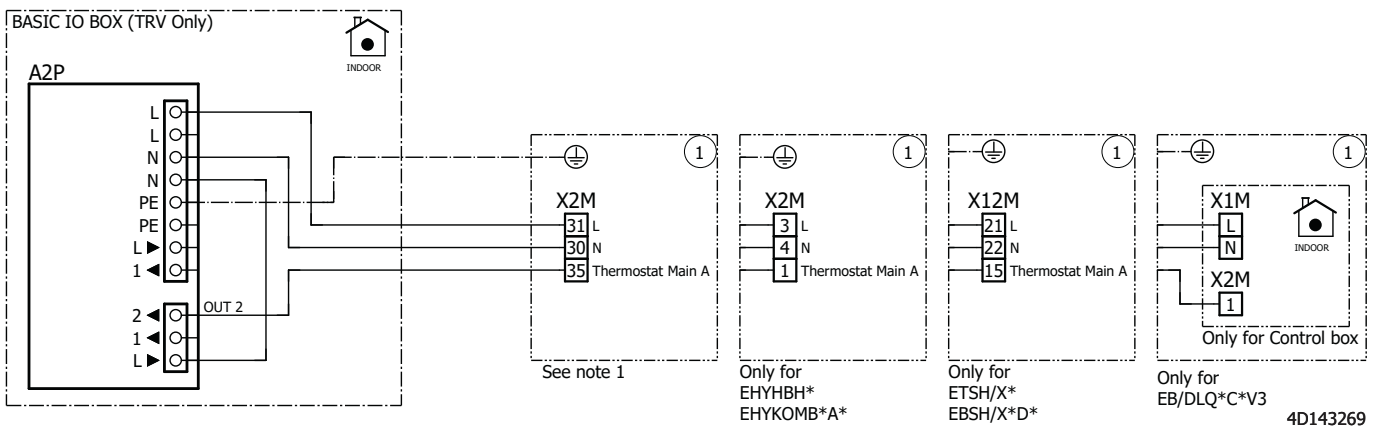 BASIC IO BOX (TRV Only)
INDOOR
A2P
L
L
N
N
PE
PE
L ▶
1 ◀
2 ◀
OUT 2
1 ◀
L ▶
1
X2M
31 L
30 N
35 Thermostat Main A
See note 1
1
X2M
3 L
4 N
1 Thermostat Main A
Only for
EHYHBH*
EHYKOMB*A*
1
X12M
21 L
22 N
15 Thermostat Main A
Only for
ETSH/X*
EBSH/X*D*
1
X1M
L
N
INDOOR
X2M
1
Only for Control box
Only for
EB/DLQ*C*V3
4D143269